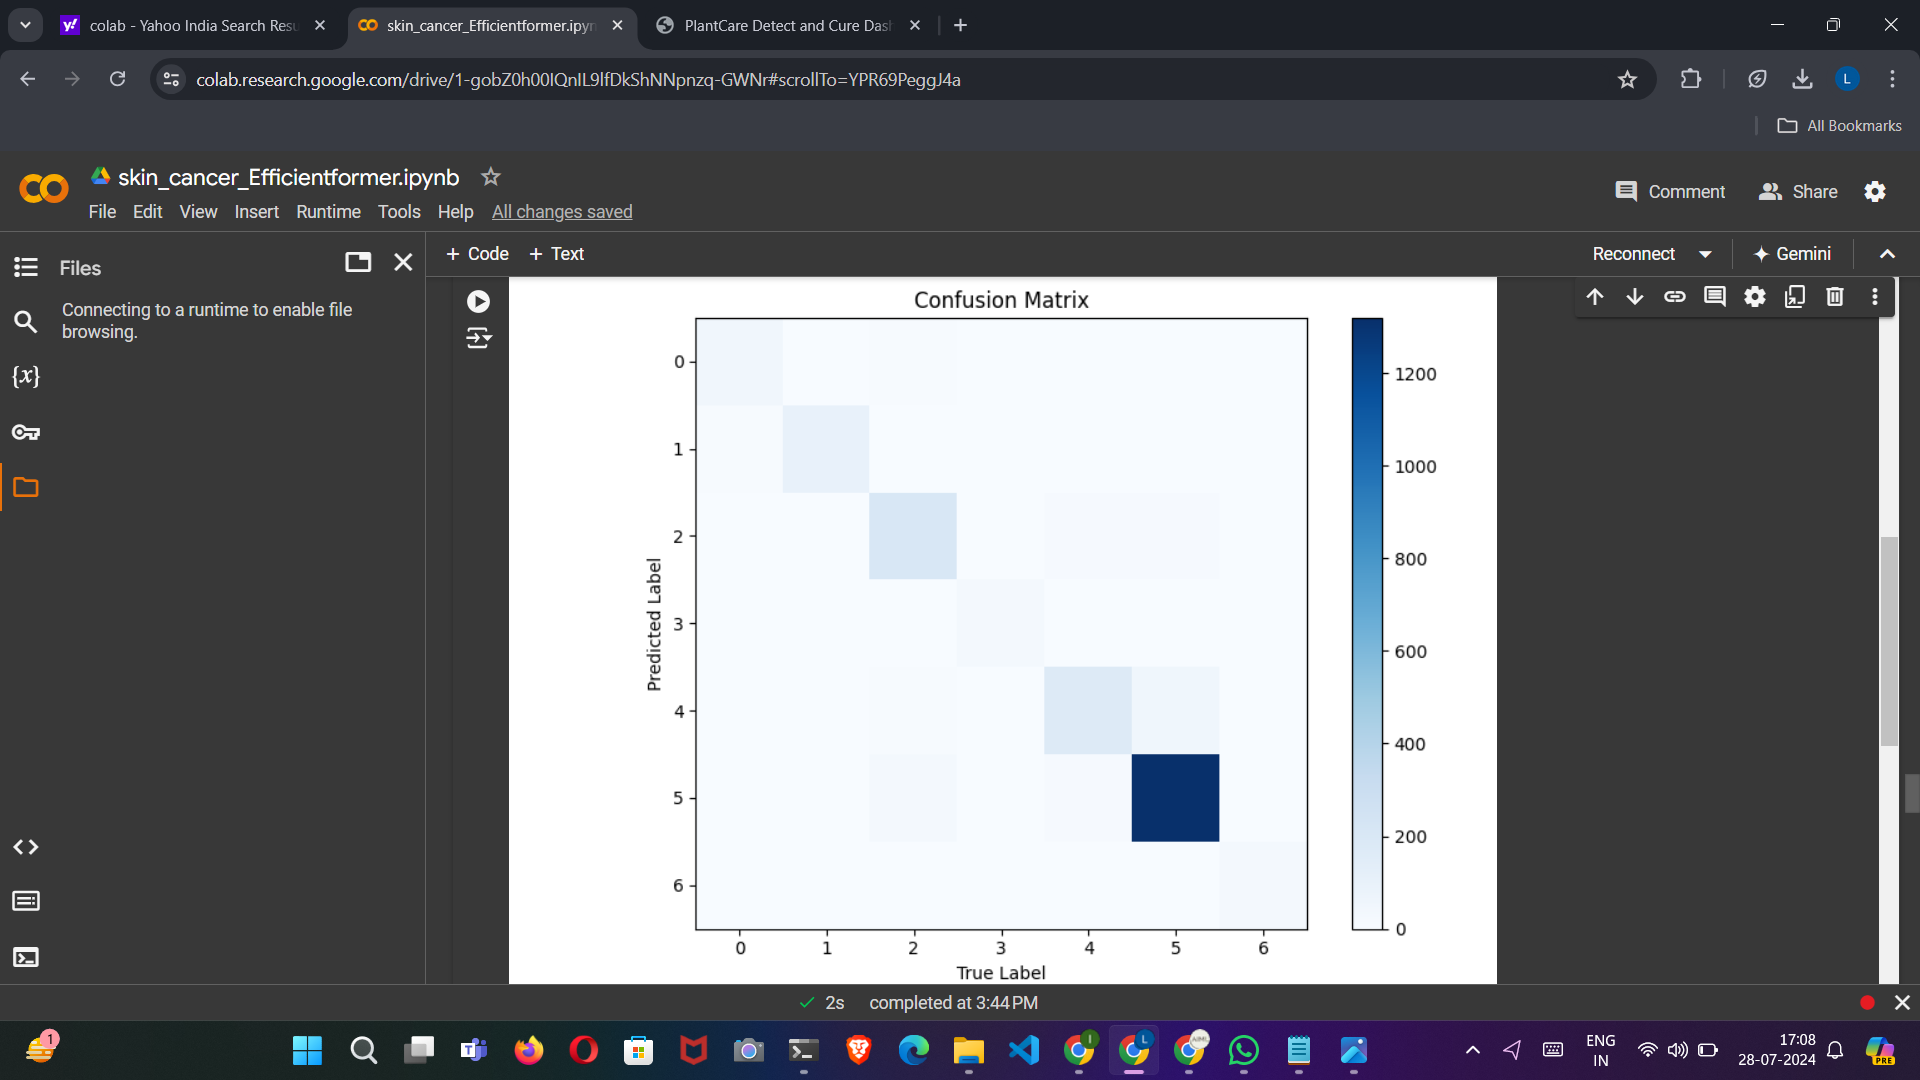 colab - Yahoo India Search Resu
skin_cancer_Efficientformer.ipyn
PlantCare Detect and Cure Dash
colab.research.google.com/drive/1-gobZ0h00IQnIL9lfDkShNNpnzq-GWNr#scrollTo=YPR69PeggJ4a
L
All Bookmarks
CO skin_cancer_Efficientformer.ipynb
Comment Share
File Edit View Insert Runtime Tools Help All changes saved
Files
+ Code + Text
Reconnect Gemini
Connecting to a runtime to enable file
browsing.
{x}
Confusion Matrix
0
1
2
3
4
5
6
Predicted Label
0 1 2 3 4 5 6
True Label
1200
1000
800
600
400
200
0
2s completed at 3:44 PM
1
ENG
IN
17:08
28-07-2024
PRE